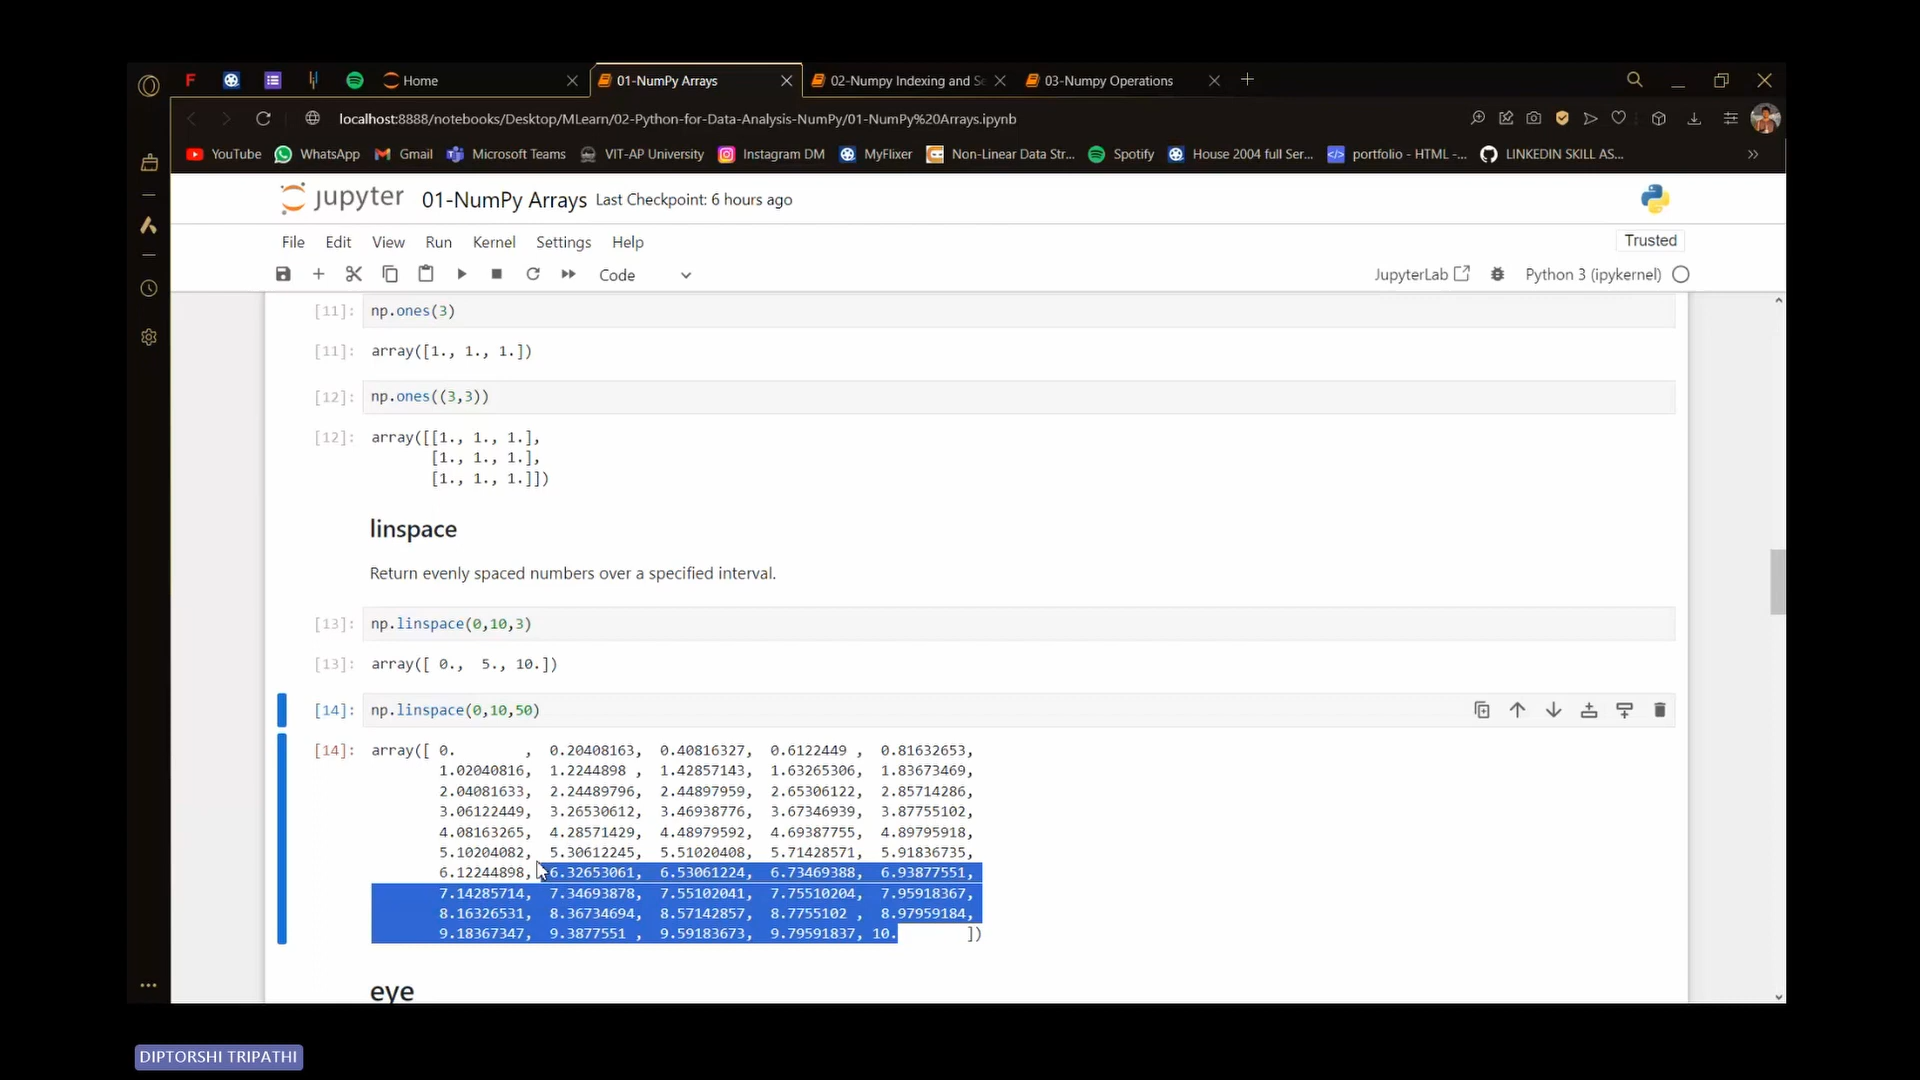 F Home 01-NumPy Arrays 02-Numpy Indexing and Se 03-Numpy Operations
localhost:8888/notebooks/Desktop/MLearn/02-Python-for-Data-Analysis-NumPy/01-NumPy%20Arrays.ipynb
YouTube WhatsApp Gmail Microsoft Teams VIT-AP University Instagram DM MyFlixer Non-Linear Data Str... Spotify House 2004 full Ser... portfolio - HTML -... LINKEDIN SKILL AS...
jupyter 01-NumPy Arrays Last Checkpoint: 6 hours ago
File Edit View Run Kernel Settings Help Trusted
Code JupyterLab Python 3 (ipykernel)
[11]: np.ones(3)
[11]: array([1., 1., 1.])
[12]: np.ones((3,3))
[12]: array([[1., 1., 1.],
[1., 1., 1.],
[1., 1., 1.]])
linspace
Return evenly spaced numbers over a specified interval.
[13]: np.linspace(0,10,3)
[13]: array([ 0., 5., 10.])
[14]: np.linspace(0,10,50)
[14]: array([ 0. , 0.20408163, 0.40816327, 0.6122449 , 0.81632653,
1.02040816, 1.2244898 , 1.42857143, 1.63265306, 1.83673469,
2.04081633, 2.24489796, 2.44897959, 2.65306122, 2.85714286,
3.06122449, 3.26530612, 3.46938776, 3.67346939, 3.87755102,
4.08163265, 4.28571429, 4.48979592, 4.69387755, 4.89795918,
5.10204082, 5.30612245, 5.51020408, 5.71428571, 5.91836735,
6.12244898, 6.32653061, 6.53061224, 6.73469388, 6.93877551,
7.14285714, 7.34693878, 7.55102041, 7.75510204, 7.95918367,
8.16326531, 8.36734694, 8.57142857, 8.7755102 , 8.97959184,
9.18367347, 9.3877551 , 9.59183673, 9.79591837, 10. ])
eye
DIPTORSHI TRIPATHI